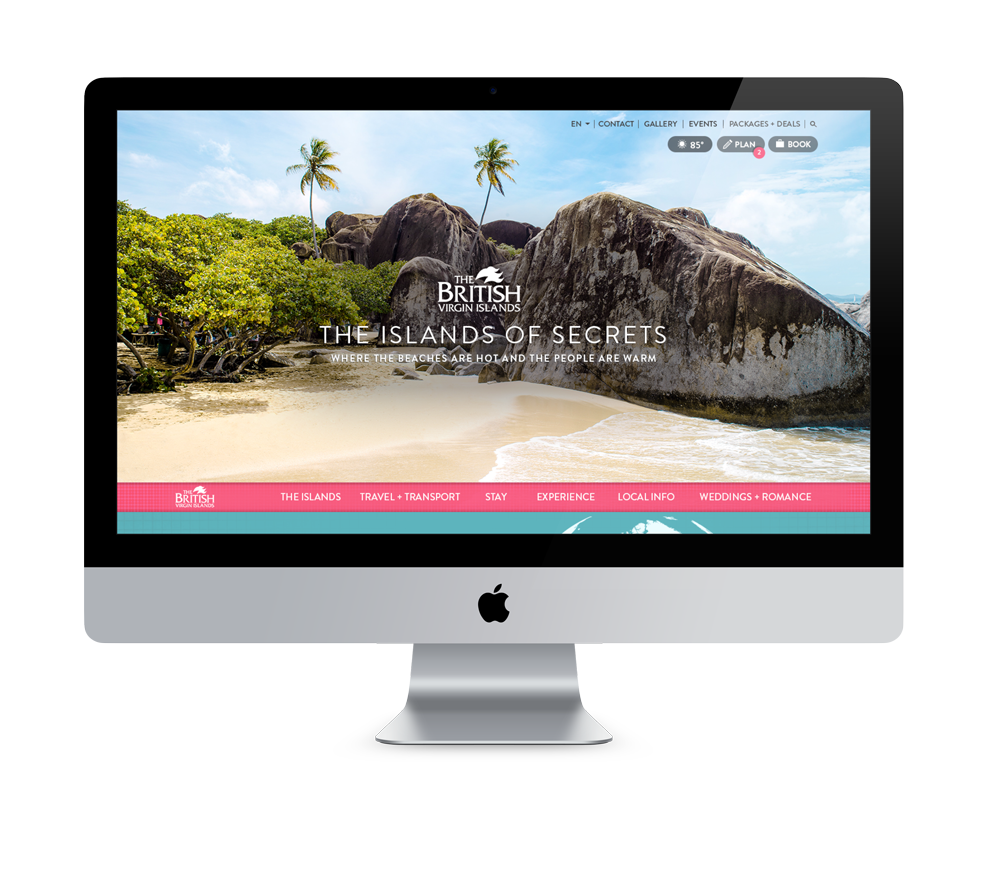 EN | CONTACT | GALLERY | EVENTS | PACKAGES + DEALS |
85° PLAN 2 BOOK
THE
BRITISH
VIRGIN ISLANDS
THE ISLANDS OF SECRETS
WHERE THE BEACHES ARE HOT AND THE PEOPLE ARE WARM
THE
BRITISH
VIRGIN ISLANDS
THE ISLANDS TRAVEL + TRANSPORT STAY EXPERIENCE LOCAL INFO WEDDINGS + ROMANCE